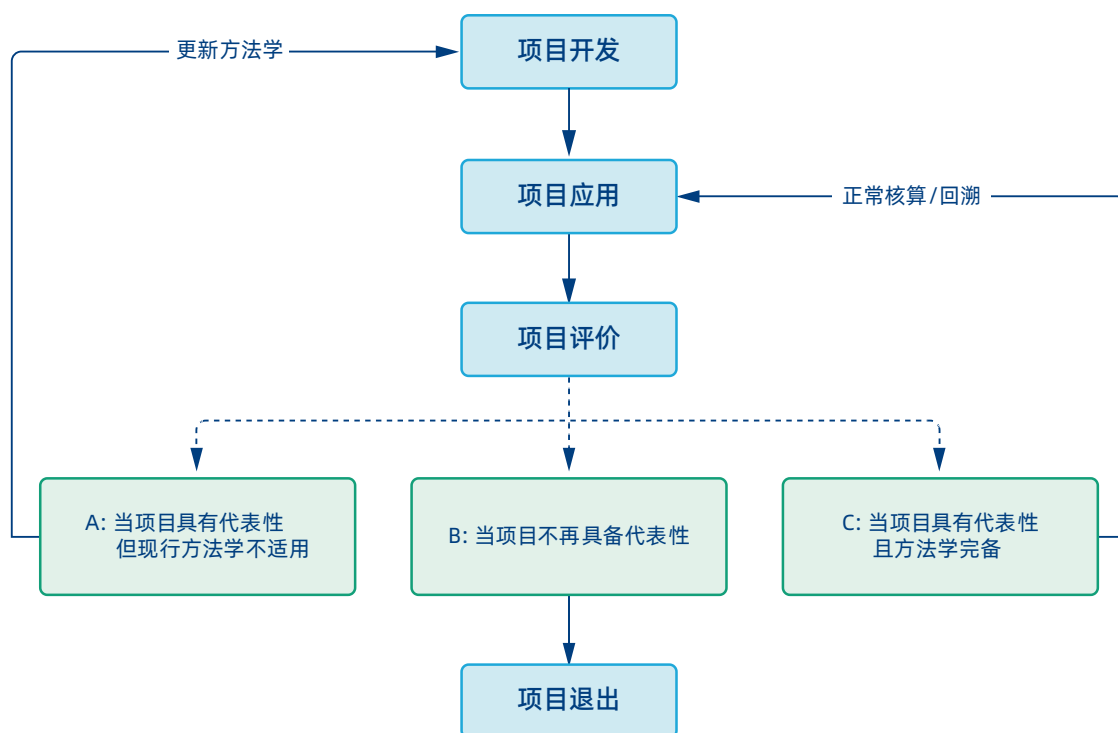 更新方法学
项目开发
项目应用
正常核算/回溯
项目评价
A: 当项目具有代表性
但现行方法学不适用
B: 当项目不再具备代表性
C: 当项目具有代表性
且方法学完备
项目退出